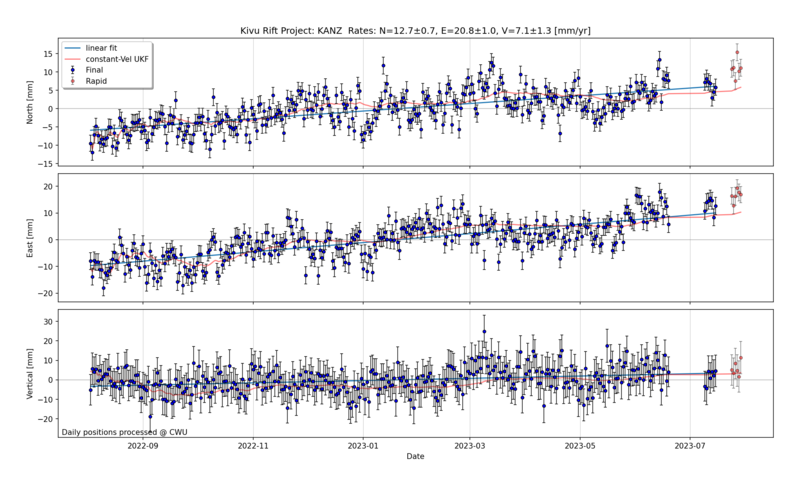 Kivu Rift Project: KANZ  Rates: N=12.7±0.7, E=20.8±1.0, V=7.1±1.3 [mm/yr]
linear fit
constant-Vel UKF
Final
Rapid
North [mm]
15
10
5
0
−5
−10
−15
East [mm]
20
10
0
−10
−20
Vertical [mm]
30
20
10
0
−10
−20
Daily positions processed @ CWU
2022-09 2022-11 2023-01 2023-03 2023-05 2023-07
Date